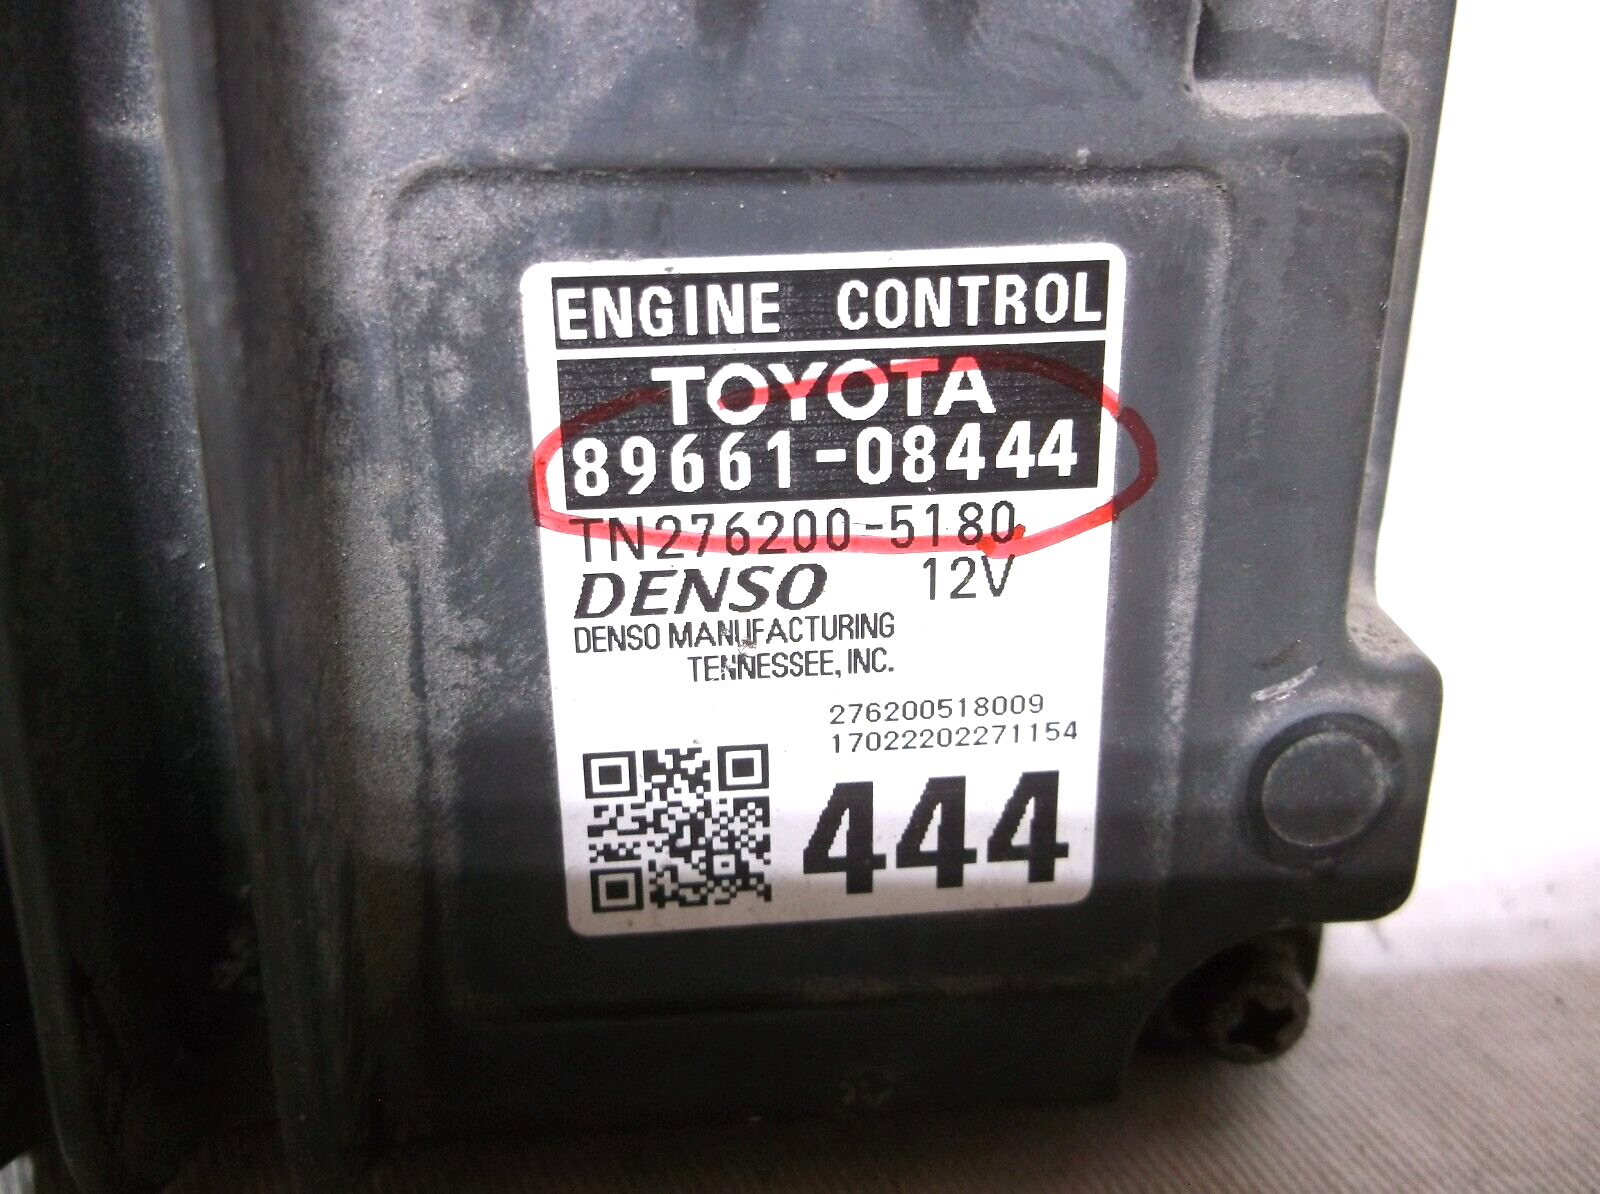 ENGINE CONTROL
TOYOTA
89661-08444
TN276200-5180
DENSO 12V
DENSO MANUFACTURING
TENNESSEE, INC.
276200518009
17022202271154
444